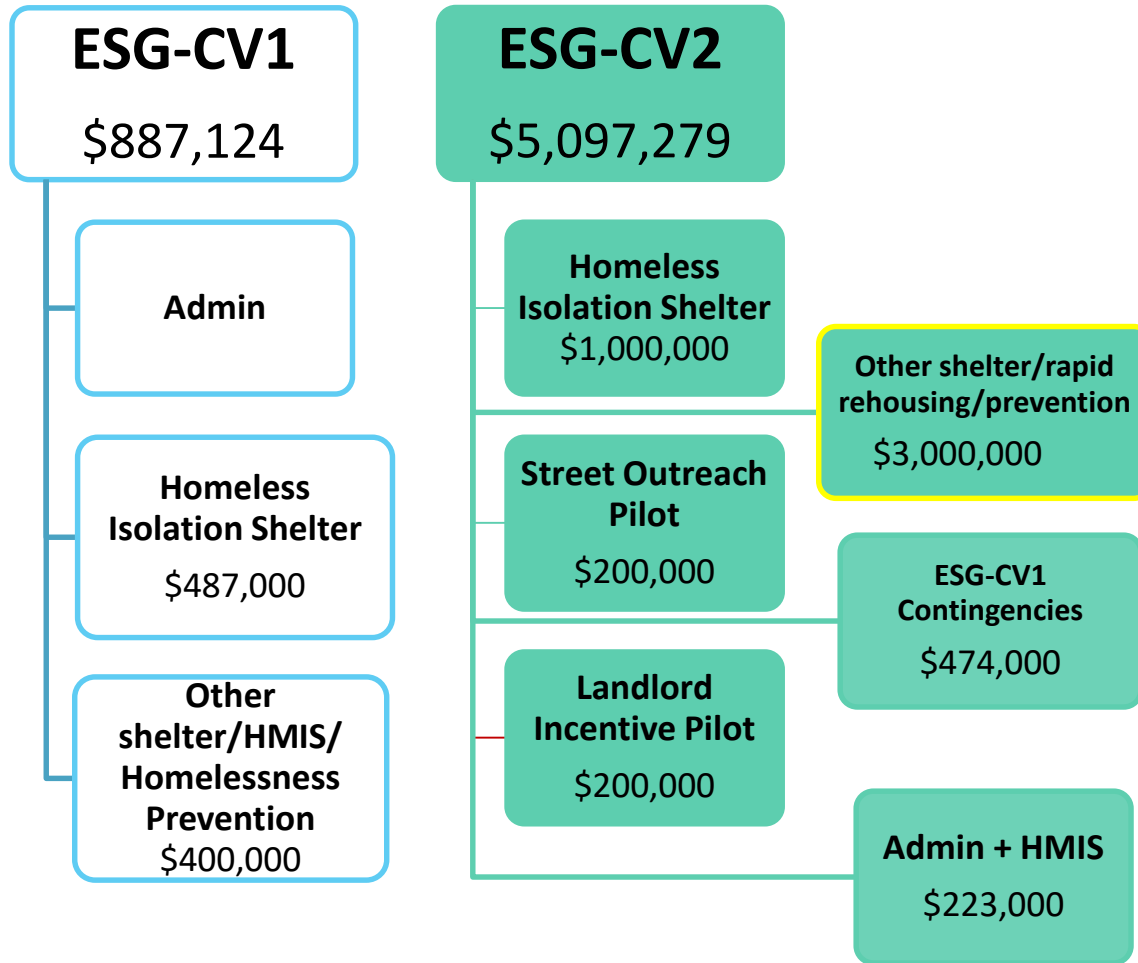 ESG-CV1
$887,124
Admin
Homeless
Isolation Shelter
$487,000
Other
shelter/HMIS/
Homelessness
Prevention
$400,000
ESG-CV2
$5,097,279
Homeless
Isolation Shelter
$1,000,000
Other shelter/rapid
rehousing/prevention
$3,000,000
Street Outreach
Pilot
$200,000
ESG-CV1
Contingencies
$474,000
Landlord
Incentive Pilot
$200,000
Admin + HMIS
$223,000